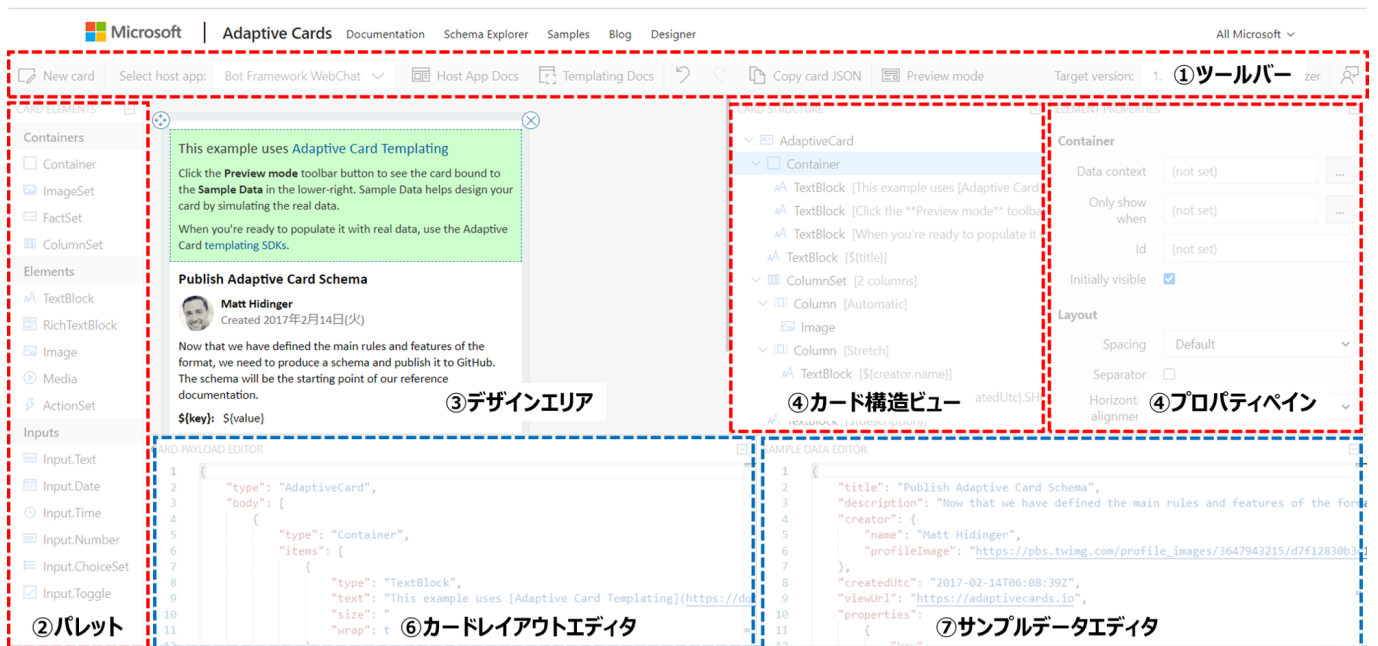 Microsoft | Adaptive Cards Documentation Schema Explorer Samples Blog Designer All Microsoft
New card Select host app: Bot Framework WebChat Host App Docs Templating Docs Copy card JSON Preview mode Target version: 1. ①ツールバー zer
CARD ELEMENTS
Containers
Container
ImageSet
FactSet
ColumnSet
Elements
TextBlock
RichTextBlock
Image
Media
ActionSet
Inputs
Input.Text
Input.Date
Input.Time
Input.Number
Input.ChoiceSet
Input.Toggle
②パレット
This example uses Adaptive Card Templating
Click the Preview mode toolbar button to see the card bound to
the Sample Data in the lower-right. Sample Data helps design your
card by simulating the real data.
When you're ready to populate it with real data, use the Adaptive
Card templating SDKs.
Publish Adaptive Card Schema
Matt Hidinger
Created 2017年2月14日(火)
Now that we have defined the main rules and features of the
format, we need to produce a schema and publish it to GitHub.
The schema will be the starting point of our reference
documentation.
${key}: ${value}
③デザインエリア
CARD STRUCTURE
AdaptiveCard
Container
TextBlock [This example uses [Adaptive Card
TextBlock [Click the **Preview mode** toolba
TextBlock [When you're ready to populate it
TextBlock [${title}]
ColumnSet [2 columns]
Column [Automatic]
Image
Column [Stretch]
TextBlock [${creator.name}]
atedUtc},SH
TextBlock [${description}]
④カード構造ビュー
ELEMENT PROPERTIES
Container
Data context (not set) ...
Only show
when (not set) ...
Id (not set)
Initially visible
Layout
Spacing Default
Separator
Horizont
alignmen
④プロパティペイン
CARD PAYLOAD EDITOR
1 {
2 "type": "AdaptiveCard",
3 "body": [
4 {
5 "type": "Container",
6 "items": [
7 {
8 "type": "TextBlock",
9 "text": "This example uses [Adaptive Card Templating](https://do
10 "size": "
11 "wrap": t
⑥カードレイアウトエディタ
SAMPLE DATA EDITOR
1 {
2 "title": "Publish Adaptive Card Schema",
3 "description": "Now that we have defined the main rules and features of the forma
4 "creator": {
5 "name": "Matt Hidinger",
6 "profileImage": "https://pbs.twimg.com/profile_images/3647943215/d7f12830b3c1
7 },
8 "createdUtc": "2017-02-14T06:08:39Z",
9 "viewUrl": "https://adaptivecards.io",
10 "properties":
11 {
⑦サンプルデータエディタ